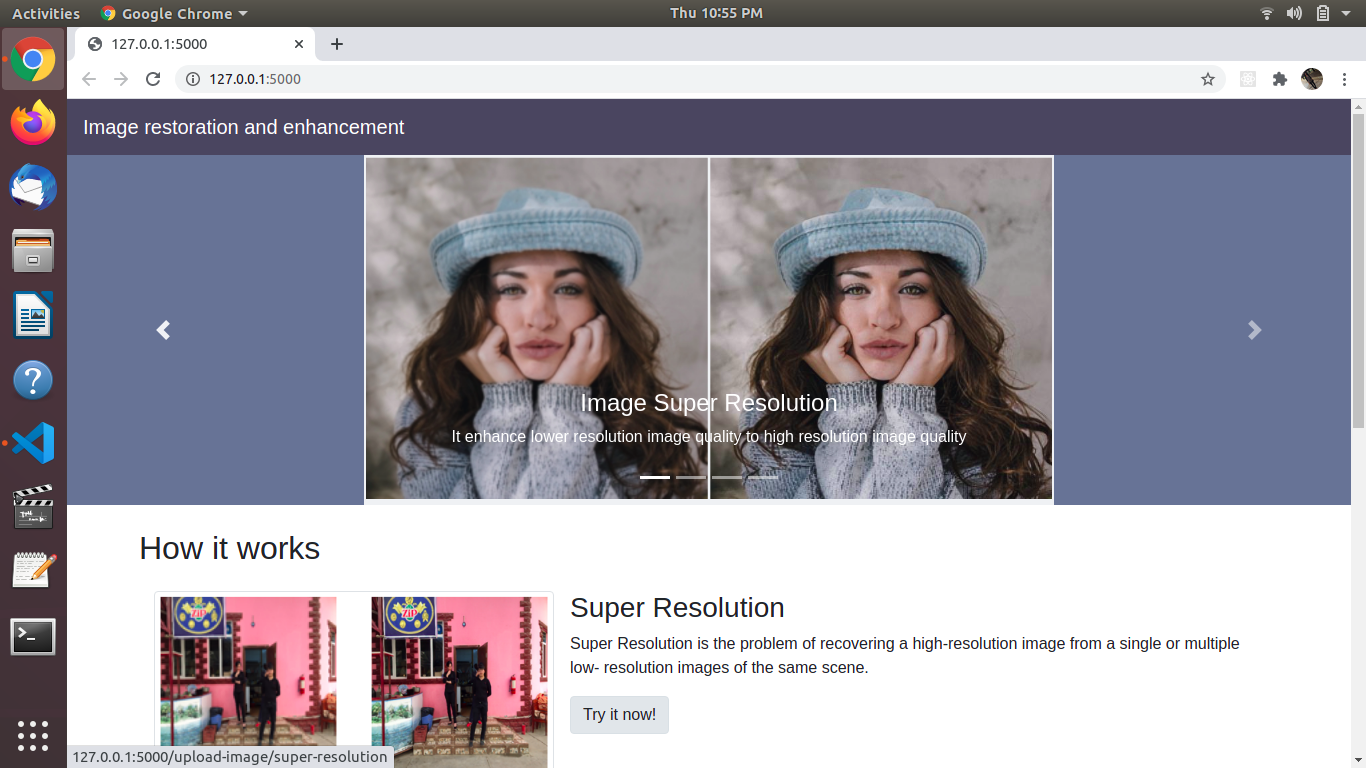 Activities Google Chrome Thu 10:55 PM
127.0.0.1:5000
127.0.0.1:5000
Image restoration and enhancement
Image Super Resolution
It enhance lower resolution image quality to high resolution image quality
How it works
ZIP ZIP
Super Resolution
Super Resolution is the problem of recovering a high-resolution image from a single or multiple
low- resolution images of the same scene.
Try it now!
127.0.0.1:5000/upload-image/super-resolution